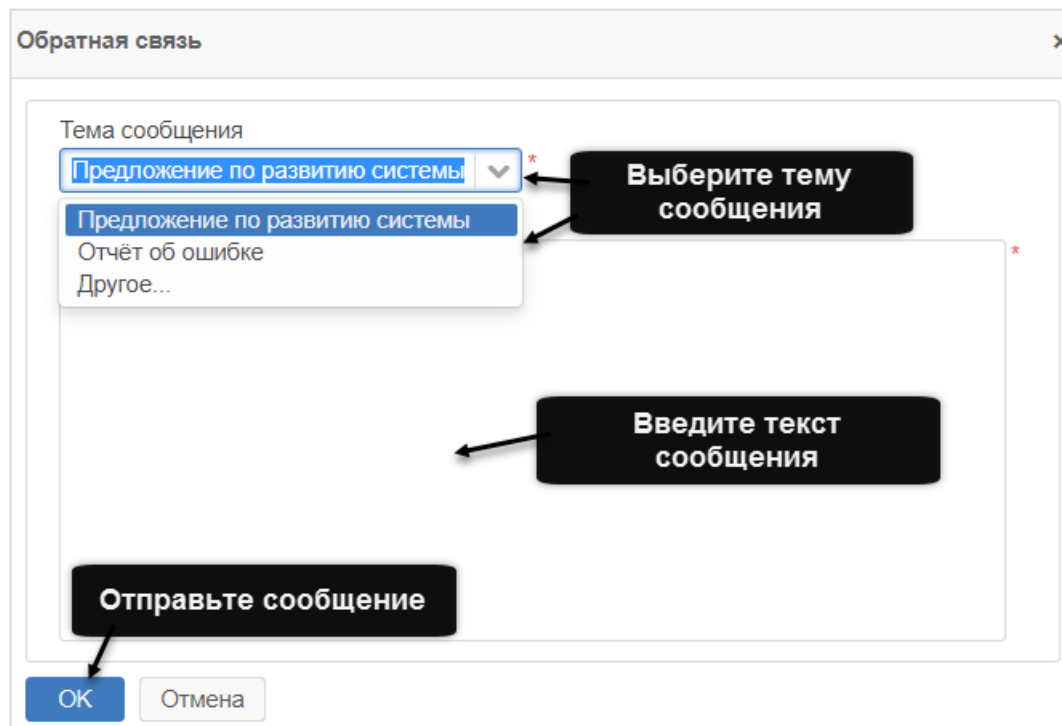 Обратная связь ×
Тема сообщения
Предложение по развитию системы *
Выберите тему
сообщения
Предложение по развитию системы
Отчёт об ошибке
Другое...
*
Введите текст
сообщения
Отправьте сообщение
OK Отмена